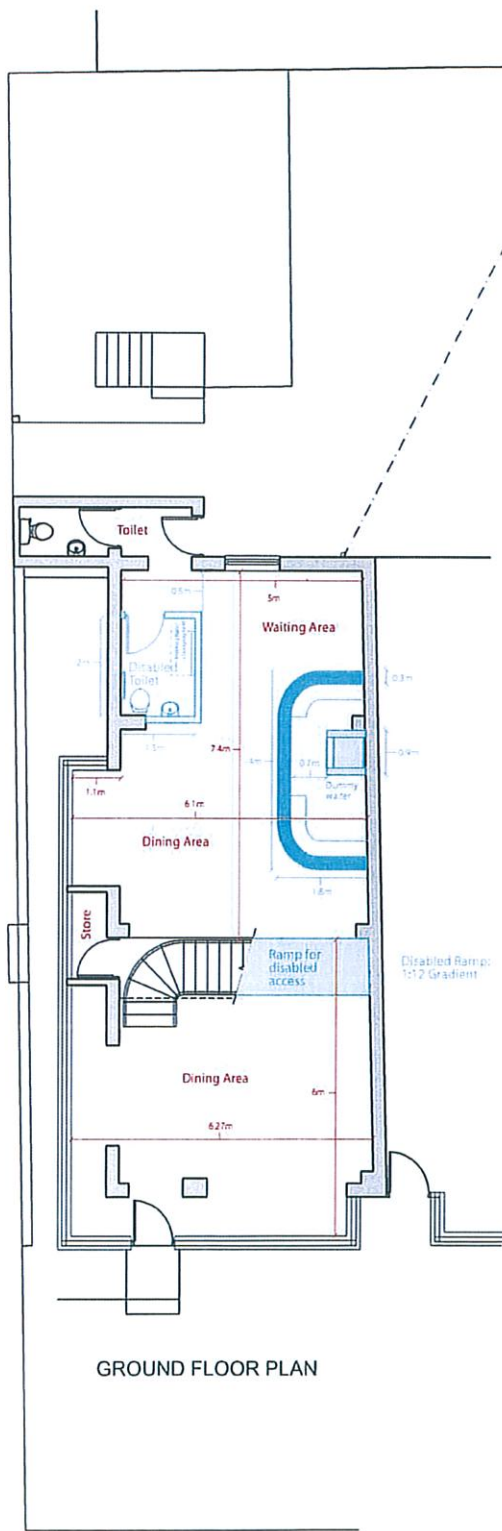 Toilet
5m
0.5m
Waiting Area
2m
Disabled
Toilet
0.3m
1.5m
7.4m
4m
0.7m
0.9m
Dummy
waiter
1.1m
6.1m
Dining Area
1.8m
Store
Ramp for
disabled
access
Disabled Ramp:
1:12 Gradient
Dining Area
6m
6.27m
GROUND FLOOR PLAN